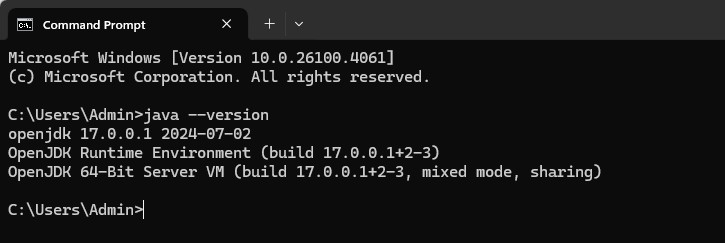 Command Prompt
Microsoft Windows [Version 10.0.26100.4061]
(c) Microsoft Corporation. All rights reserved.
C:\Users\Admin>java --version
openjdk 17.0.0.1 2024-07-02
OpenJDK Runtime Environment (build 17.0.0.1+2-3)
OpenJDK 64-Bit Server VM (build 17.0.0.1+2-3, mixed mode, sharing)
C:\Users\Admin>